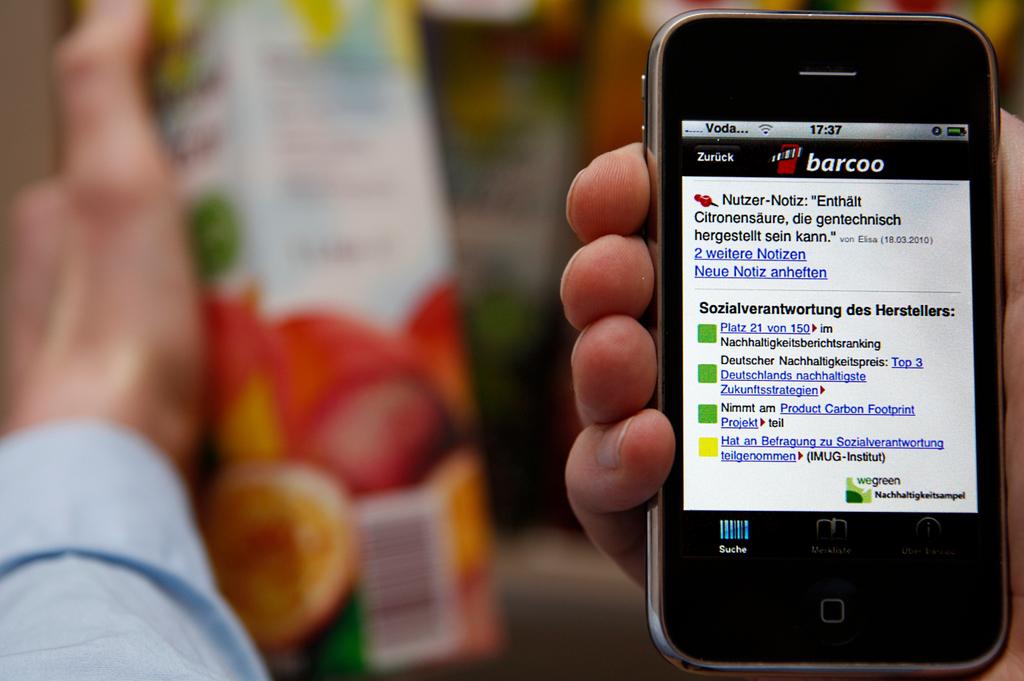 Voda... 17:37
Zurück barcoo
Nutzer-Notiz: "Enthält
Citronensäure, die gentechnisch
hergestellt sein kann." von Elisa (18.03.2010)
2 weitere Notizen
Neue Notiz anheften
Sozialverantwortung des Herstellers:
Platz 21 von 150 im
Nachhaltigkeitsberichtsranking
Deutscher Nachhaltigkeitspreis: Top 3
Deutschlands nachhaltigste
Zukunftsstrategien
Nimmt am Product Carbon Footprint
Projekt teil
Hat an Befragung zu Sozialverantwortung
teilgenommen (IMUG-Institut)
wegreen
Nachhaltigkeitsampel
Suche Merkliste Über barcoo